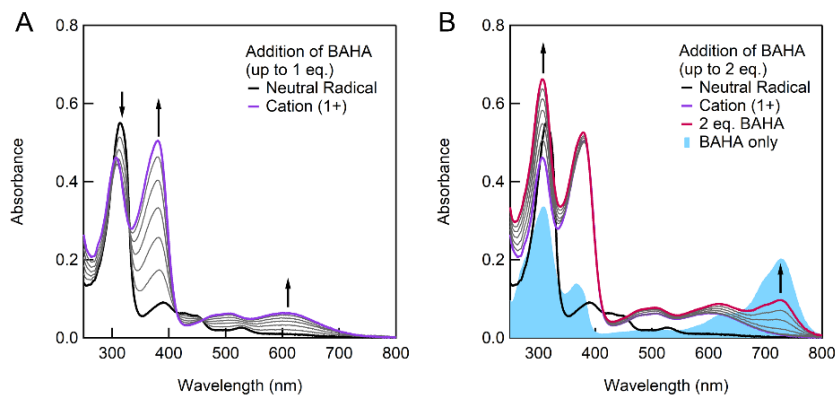 A
0.8
0.6
0.4
0.2
0.0
Absorbance
Addition of BAHA
(up to 1 eq.)
Neutral Radical
Cation (1+)
300 400 500 600 700 800
Wavelength (nm)
B
0.8
0.6
0.4
0.2
0.0
Absorbance
Addition of BAHA
(up to 2 eq.)
Neutral Radical
Cation (1+)
2 eq. BAHA
BAHA only
300 400 500 600 700 800
Wavelength (nm)